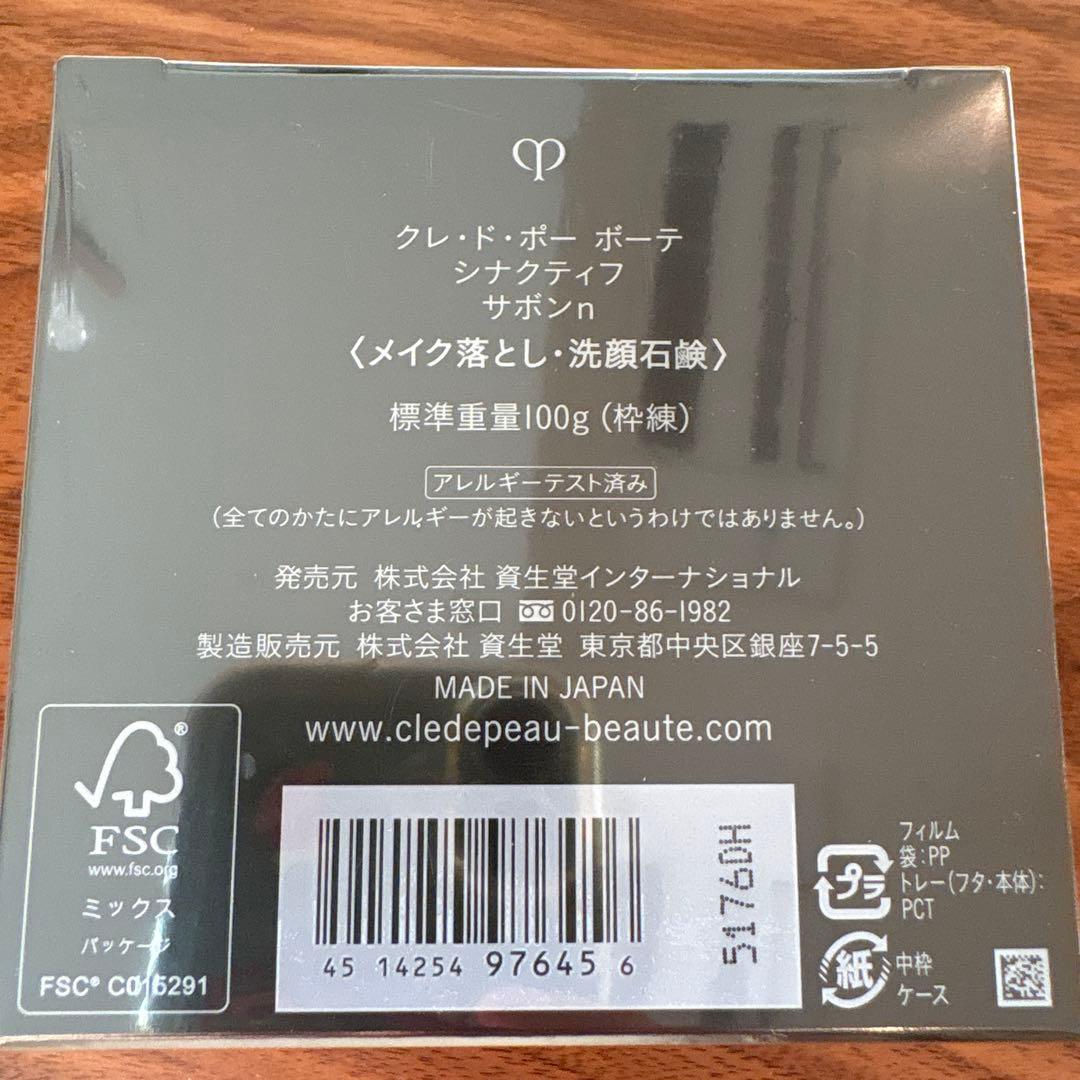 クレ・ド・ポー ボーテ
シナクティフ
サボンn
〈メイク落とし・洗顔石鹸〉
標準重量100g (枠練)
アレルギーテスト済み
(全てのかたにアレルギーが起きないというわけではありません。)
発売元 株式会社 資生堂インターナショナル
お客さま窓口 0120-86-1982
製造販売元 株式会社 資生堂 東京都中央区銀座7-5-5
MADE IN JAPAN
www.cledepeau-beaute.com
FSC®
www.fsc.org
ミックス
パッケージ
FSC® C015291
45 14254 97645 6
5176DH
プラ
フィルム
袋:PP
トレー(フタ・本体):
PCT
紙
中枠
ケース